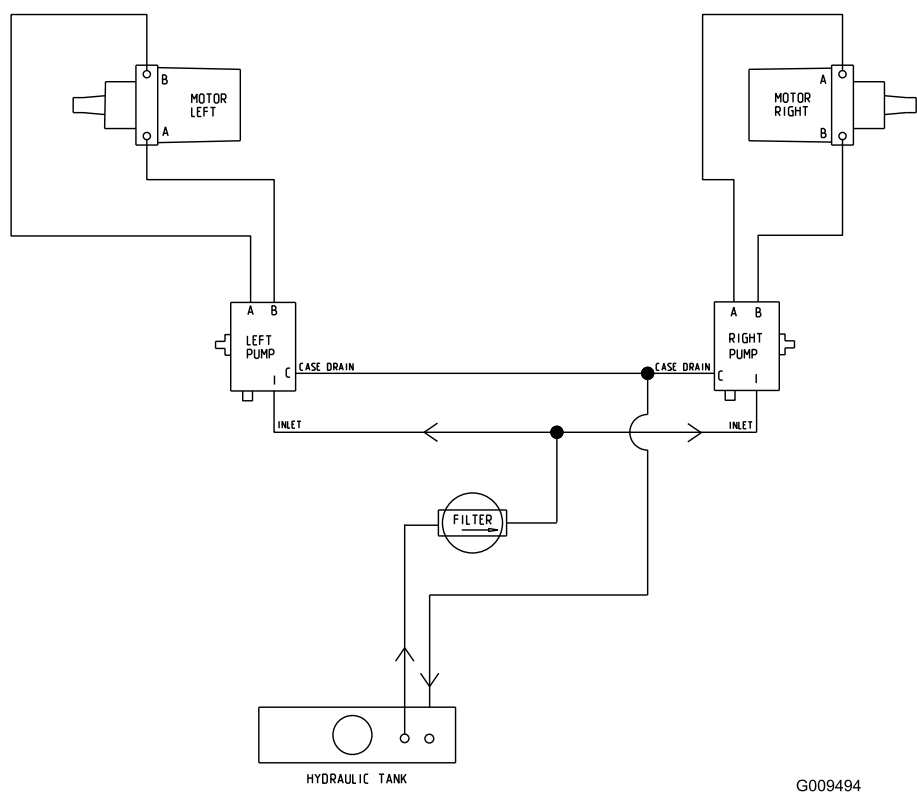 B
MOTOR
LEFT
A
A
MOTOR
RIGHT
B
A B
LEFT
PUMP
C
I
CASE DRAIN
INLET
A B
RIGHT
PUMP
CASE DRAIN
C
I
INLET
FILTER
HYDRAULIC TANK
G009494